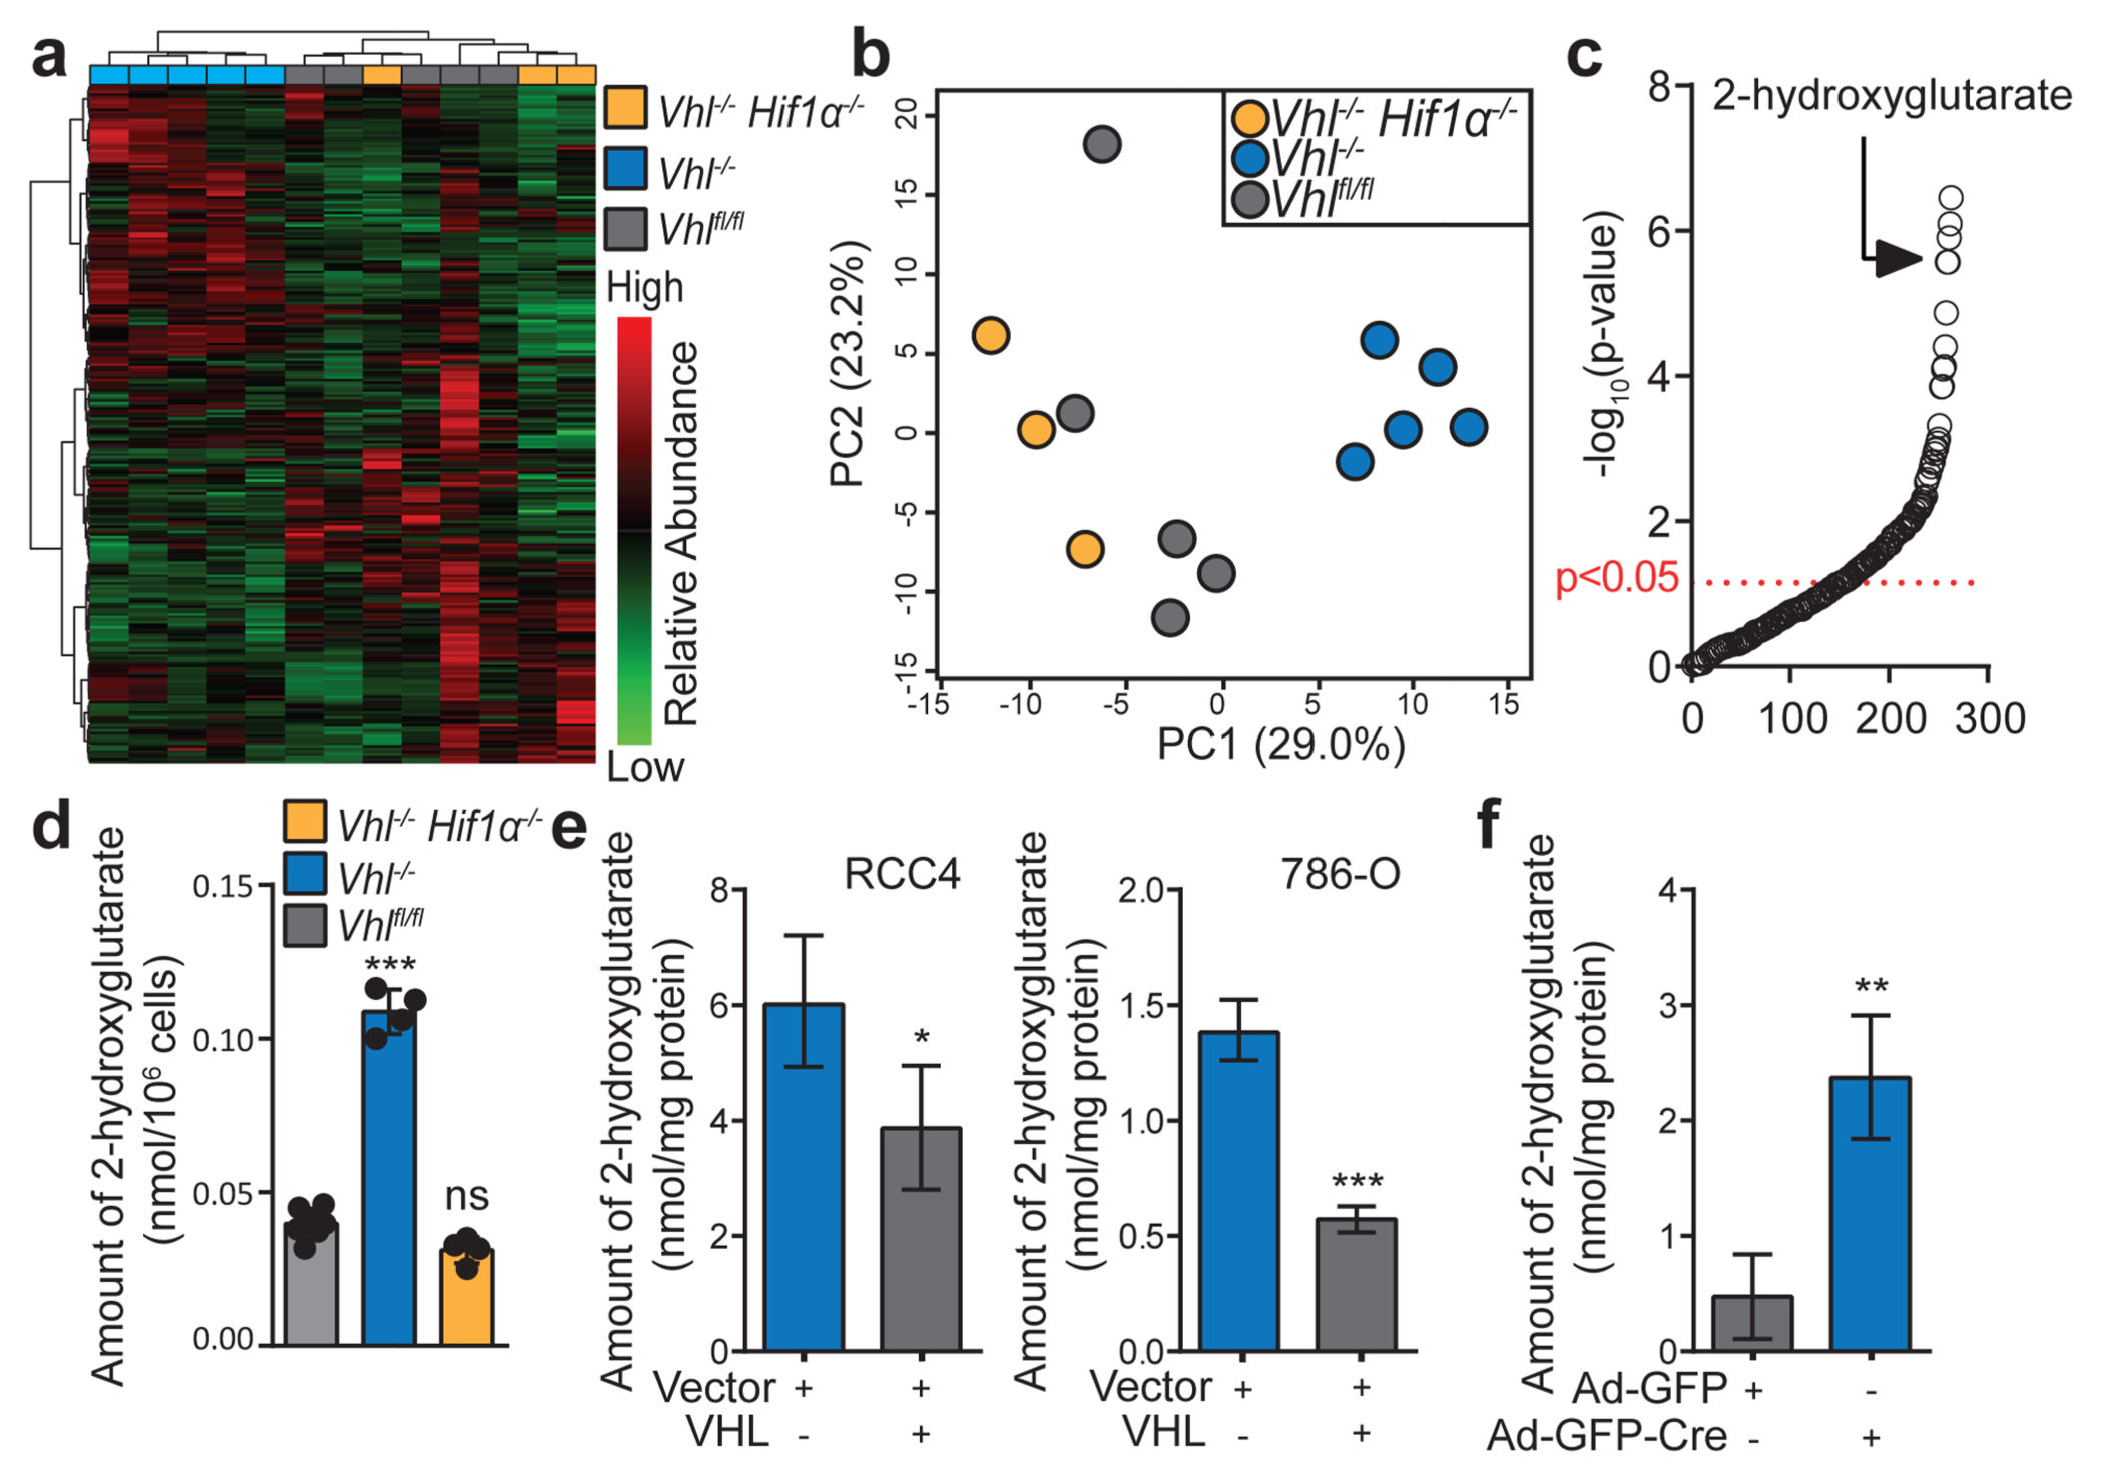 a
Vhl-/- Hif1α-/-
Vhl-/-
Vhlfl/fl
High
Relative Abundance
Low
b
Vhl-/- Hif1α-/-
Vhl-/-
Vhlfl/fl
PC2 (23.2%)
20
15
10
5
0
-5
-10
-15
-15 -10 -5 0 5 10 15
PC1 (29.0%)
c
2-hydroxyglutarate
-log10(p-value)
8
6
4
2
0
p<0.05
0 100 200 300
d
Vhl-/- Hif1α-/-
Vhl-/-
Vhlfl/fl
Amount of 2-hydroxyglutarate
(nmol/10⁶ cells)
0.15
0.10
0.05
0.00
***
ns
e
RCC4
Amount of 2-hydroxyglutarate
(nmol/mg protein)
8
6
4
2
0
*
Vector + +
VHL - +
786-O
Amount of 2-hydroxyglutarate
(nmol/mg protein)
2.0
1.5
1.0
0.5
0.0
***
Vector + +
VHL - +
f
Amount of 2-hydroxyglutarate
(nmol/mg protein)
4
3
2
1
0
**
Ad-GFP + -
Ad-GFP-Cre - +